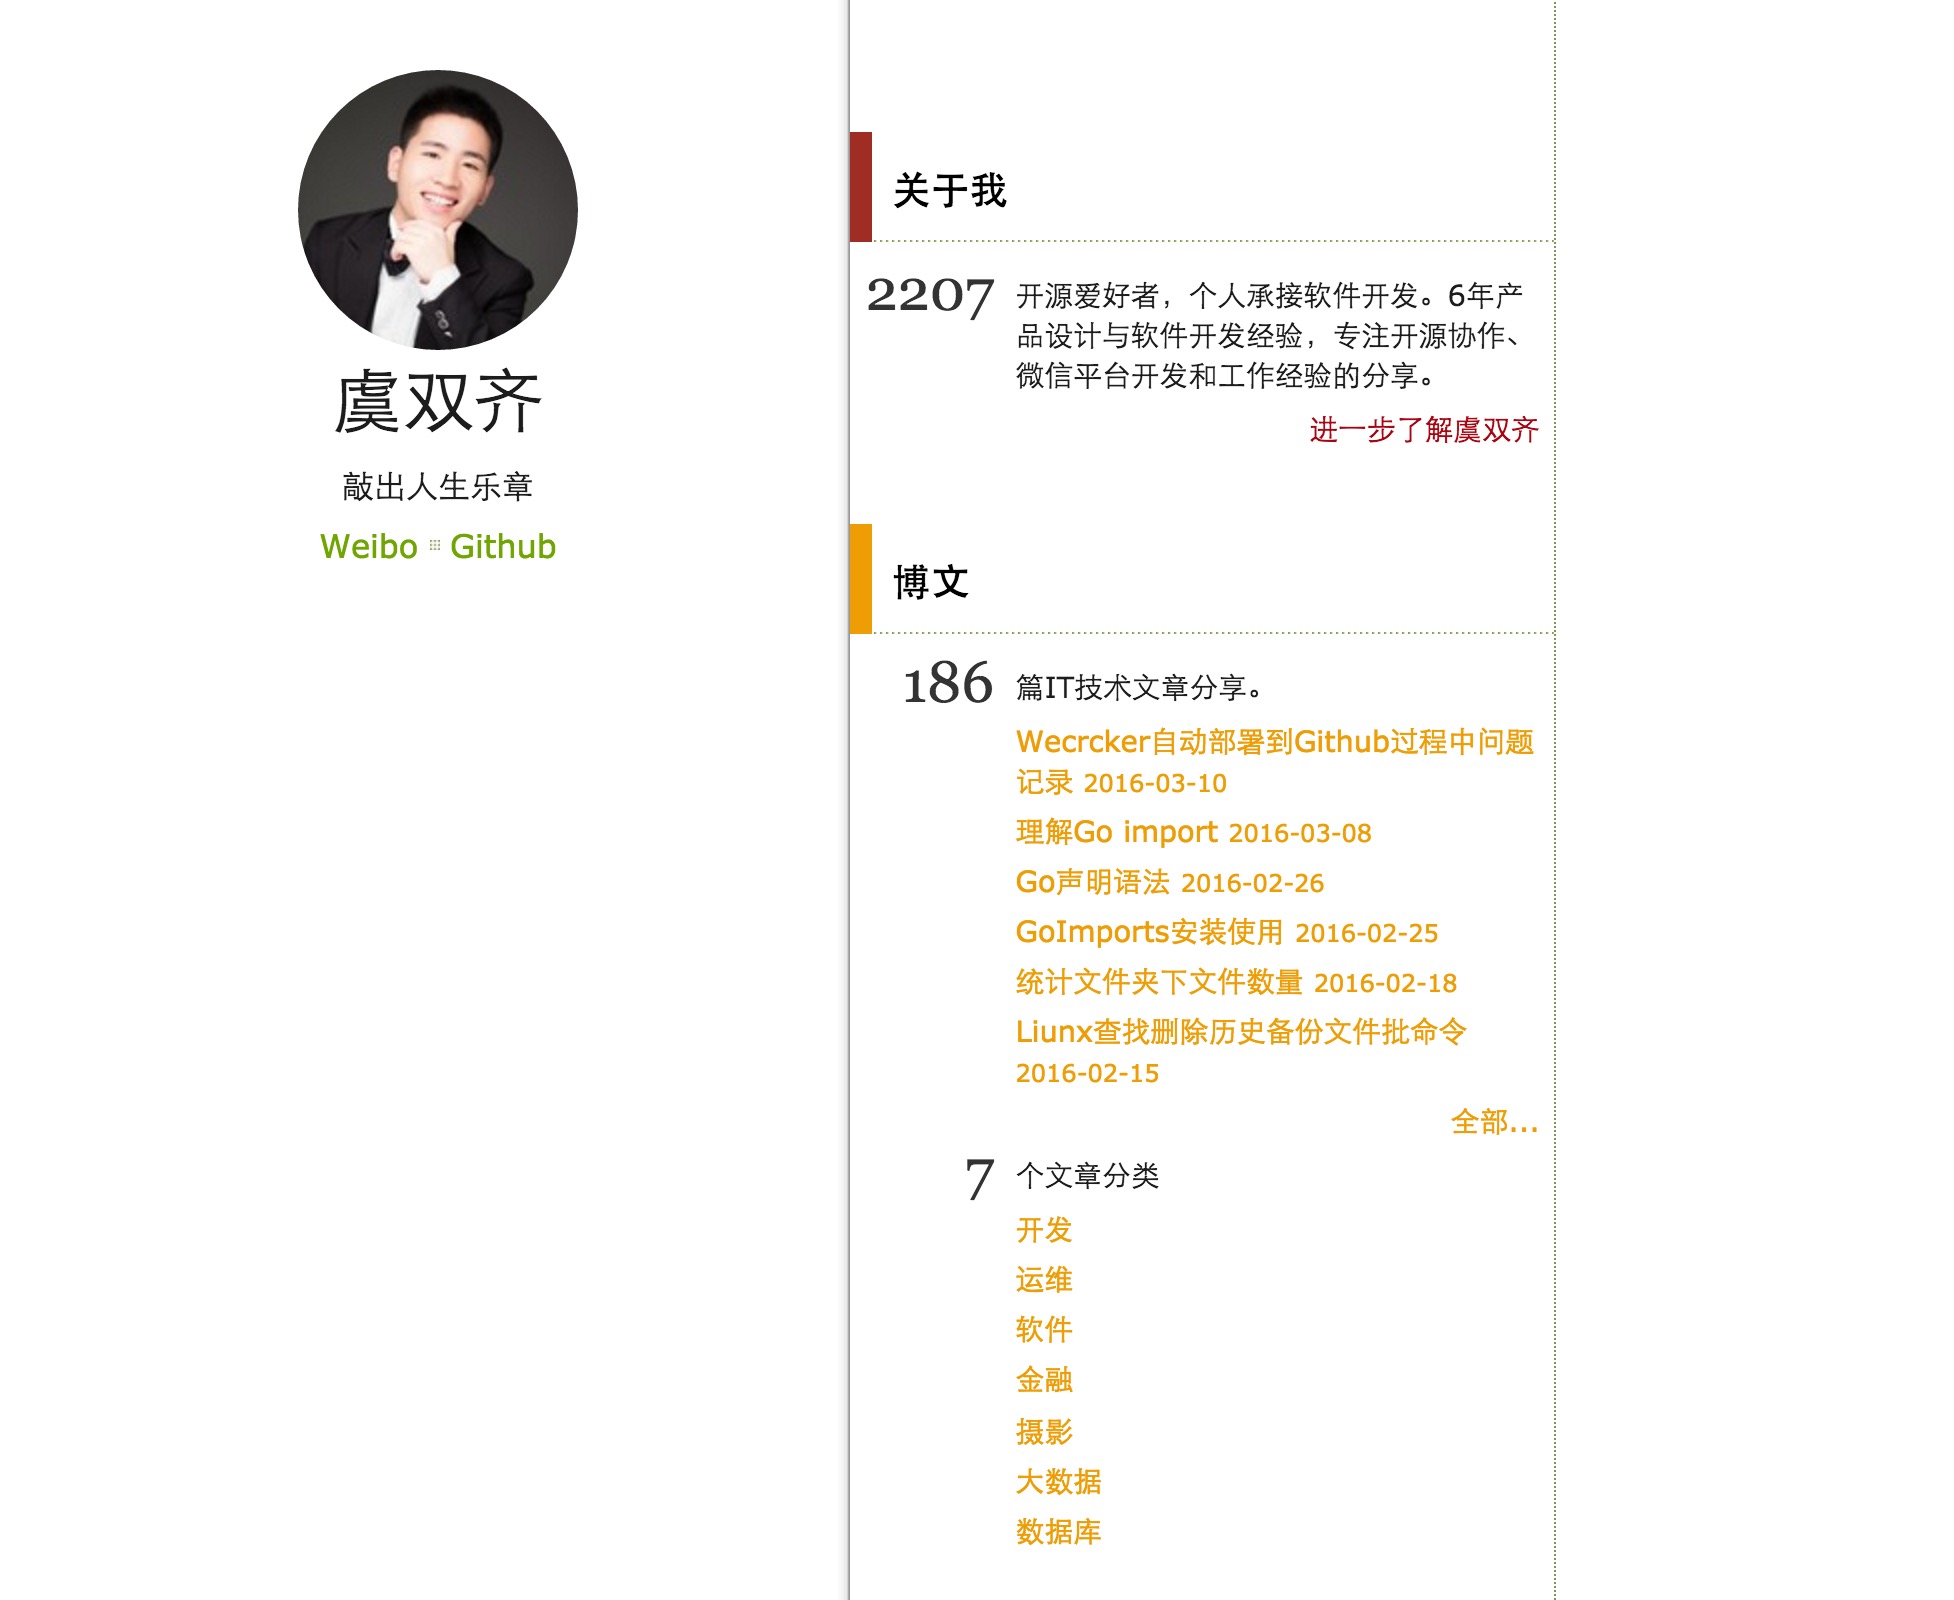 虞双齐
敲出人生乐章
Weibo Github
关于我
2207
开源爱好者，个人承接软件开发。6年产
品设计与软件开发经验，专注开源协作、
微信平台开发和工作经验的分享。
进一步了解虞双齐
博文
186 篇IT技术文章分享。
Wecrcker自动部署到Github过程中问题
记录 2016-03-10
理解Go import 2016-03-08
Go声明语法 2016-02-26
GoImports安装使用 2016-02-25
统计文件夹下文件数量 2016-02-18
Liunx查找删除历史备份文件批命令
2016-02-15
全部...
7 个文章分类
开发
运维
软件
金融
摄影
大数据
数据库